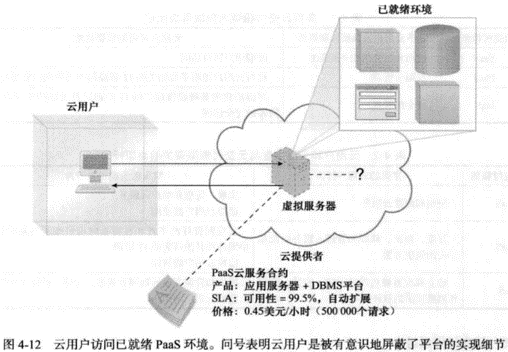 已就绪环境
云用户
?
虚拟服务器
云提供者
PaaS云服务合约
产品：应用服务器 + DBMS平台
SLA：可用性 = 99.5%，自动扩展
价格：0.45美元/小时（500 000个请求）
图 4-12 云用户访问已就绪 PaaS 环境。问号表明云用户是被有意识地屏蔽了平台的实现细节